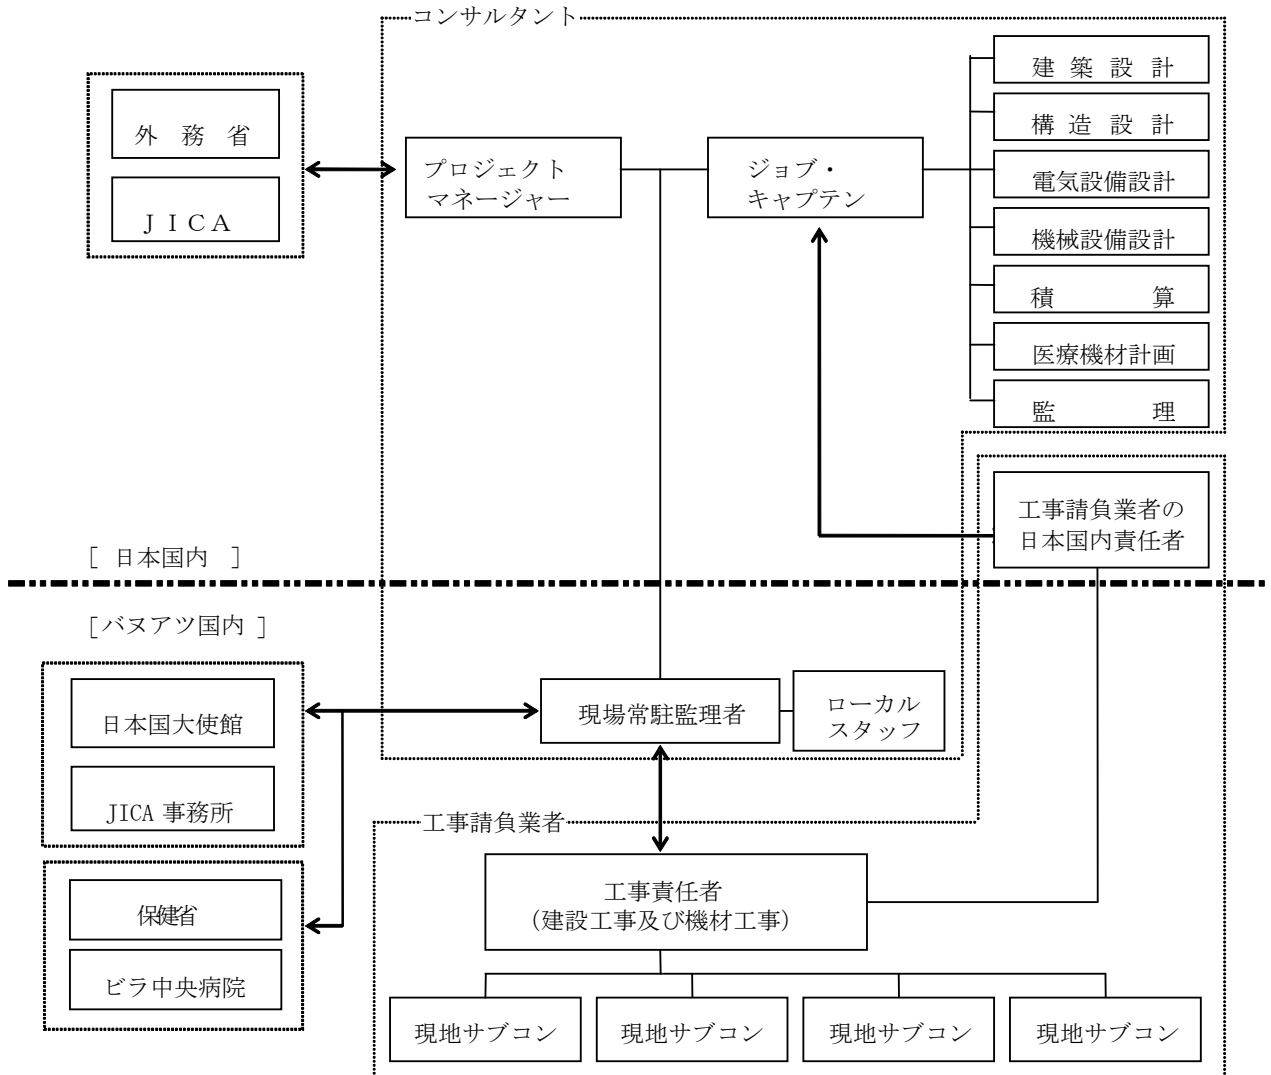 コンサルタント
建築設計
構造設計
電気設備設計
機械設備設計
積算
医療機材計画
監理
外務省
JICA
プロジェクト
マネージャー
ジョブ・
キャプテン
工事請負業者の
日本国内責任者
[ 日本国内 ]
[バヌアツ国内 ]
日本国大使館
JICA 事務所
現場常駐監理者
ローカル
スタッフ
保健省
ビラ中央病院
工事請負業者
工事責任者
（建設工事及び機材工事）
現地サブコン
現地サブコン
現地サブコン
現地サブコン